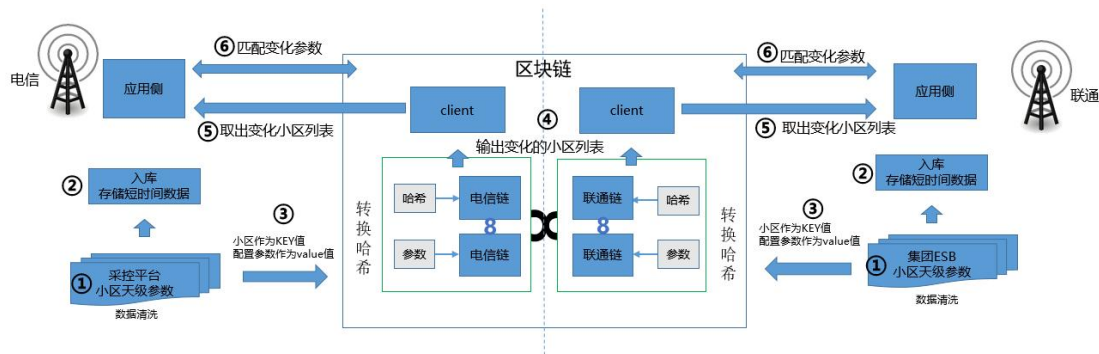 电信
应用侧
⑥匹配变化参数
⑤取出变化小区列表
②
入库
存储短时间数据
①
采控平台
小区天级参数
数据清洗
③
小区作为KEY值
配置参数作为value值
区块链
client
client
④
输出变化的小区列表
转换哈希
哈希
电信链
8
参数
电信链
联通链
哈希
8
联通链
参数
转换哈希
⑥匹配变化参数
应用侧
联通
⑤取出变化小区列表
②
入库
存储短时间数据
③
小区作为KEY值
配置参数作为value值
①
集团ESB
小区天级参数
数据清洗